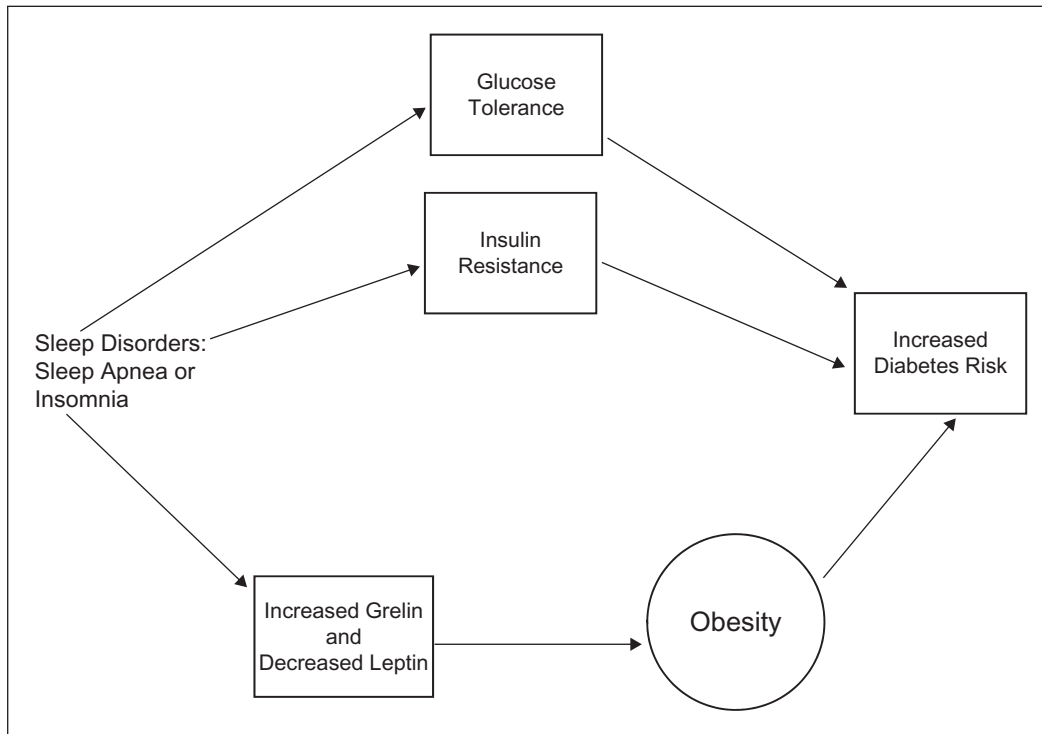 Glucose
Tolerance
Insulin
Resistance
Sleep Disorders:
Sleep Apnea or
Insomnia
Increased
Diabetes Risk
Increased Grelin
and
Decreased Leptin
Obesity